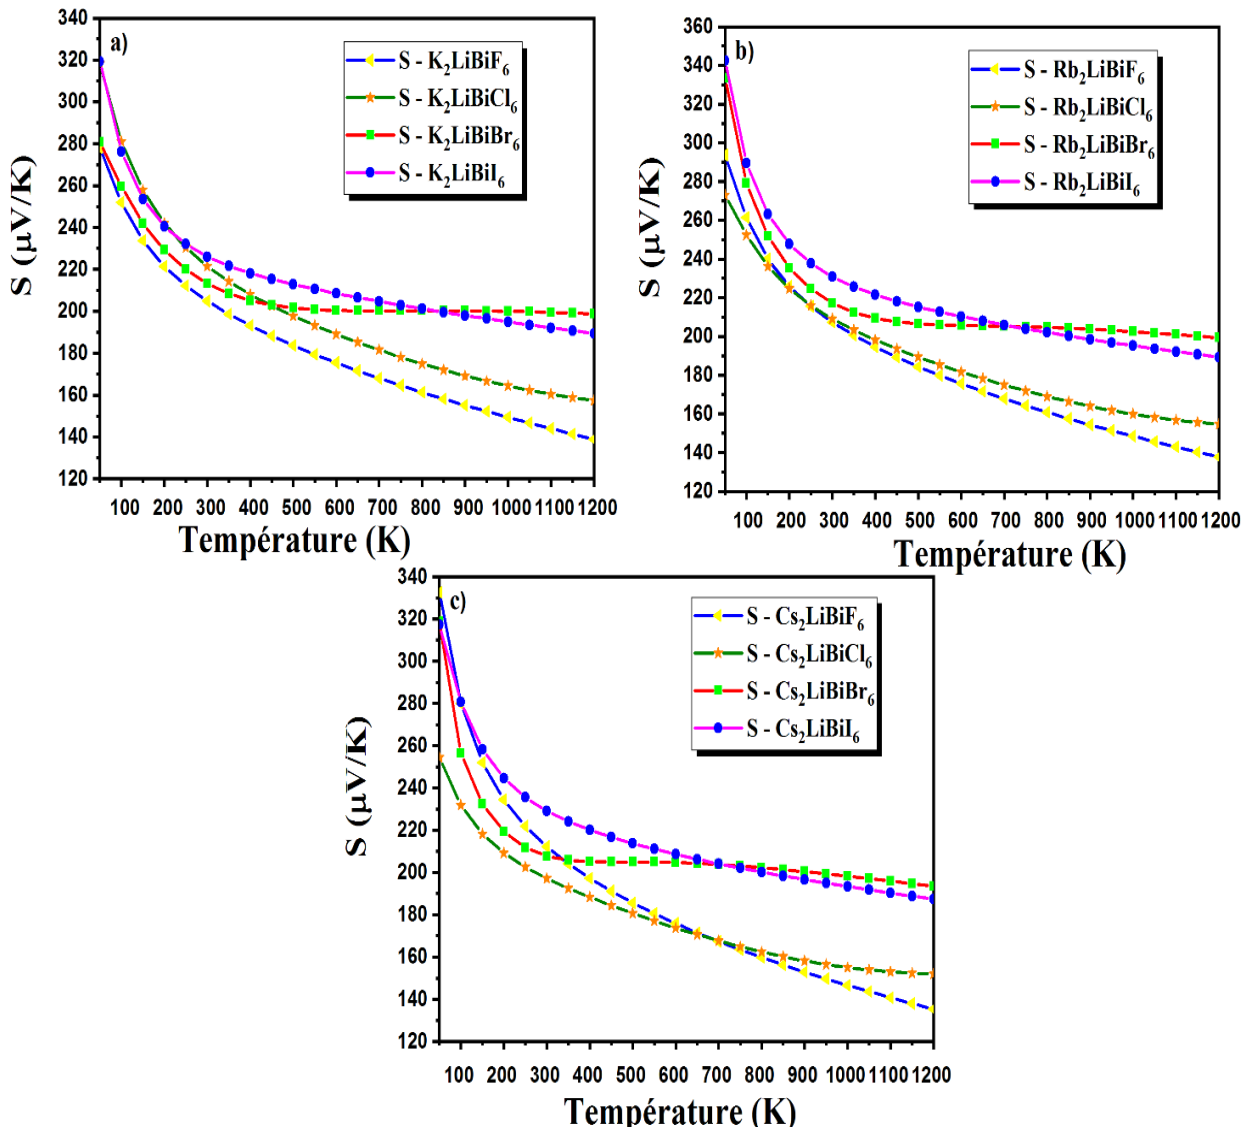 a)
S - K₂LiBiF₆
S - K₂LiBiCl₆
S - K₂LiBiBr₆
S - K₂LiBiI₆
S (µV/K)
340
320
300
280
260
240
220
200
180
160
140
120
100 200 300 400 500 600 700 800 900 1000 1100 1200
Température (K)
b)
S - Rb₂LiBiF₆
S - Rb₂LiBiCl₆
S - Rb₂LiBiBr₆
S - Rb₂LiBiI₆
S (µV/K)
360
340
320
300
280
260
240
220
200
180
160
140
120
100 200 300 400 500 600 700 800 900 1000 1100 1200
Température (K)
c)
S - Cs₂LiBiF₆
S - Cs₂LiBiCl₆
S - Cs₂LiBiBr₆
S - Cs₂LiBiI₆
S (µV/K)
340
320
300
280
260
240
220
200
180
160
140
120
100 200 300 400 500 600 700 800 900 1000 1100 1200
Température (K)